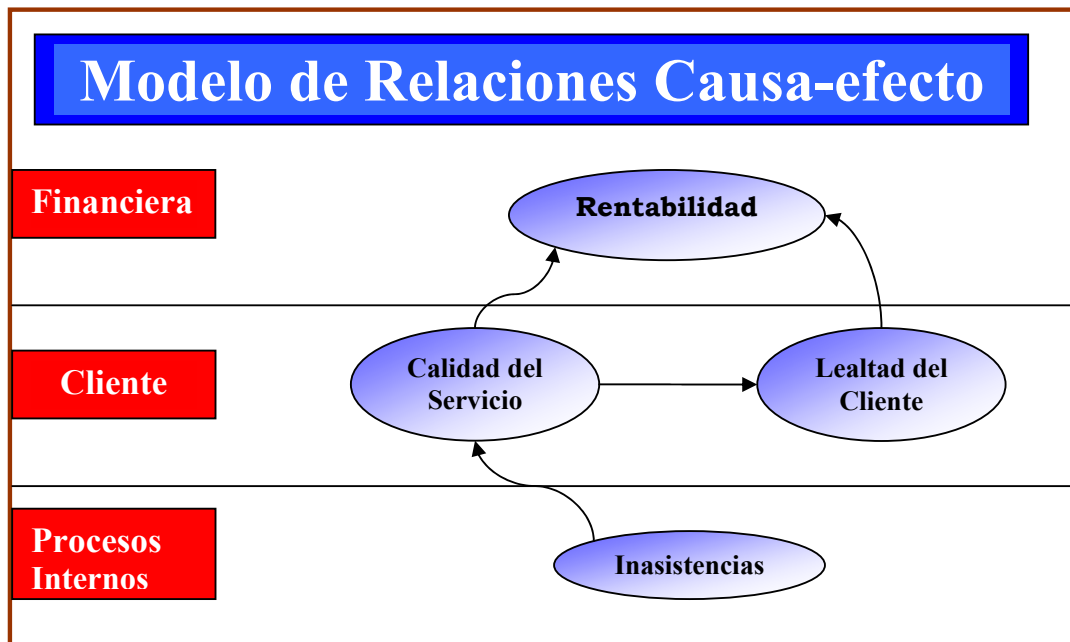 Modelo de Relaciones Causa-efecto
Financiera
Rentabilidad
Cliente
Calidad del
Servicio
Lealtad del
Cliente
Procesos
Internos
Inasistencias